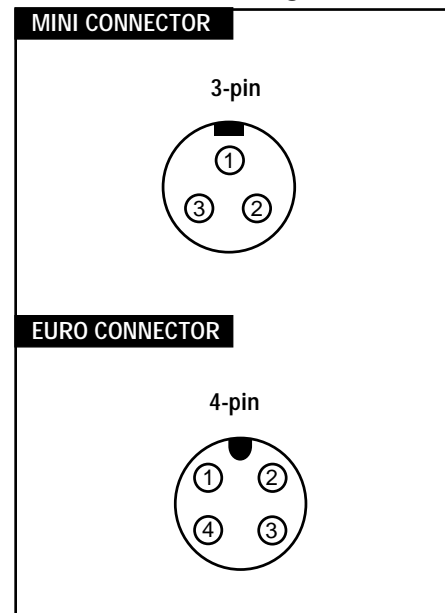 MINI CONNECTOR
3-pin
1
3 2
EURO CONNECTOR
4-pin
1 2
4 3